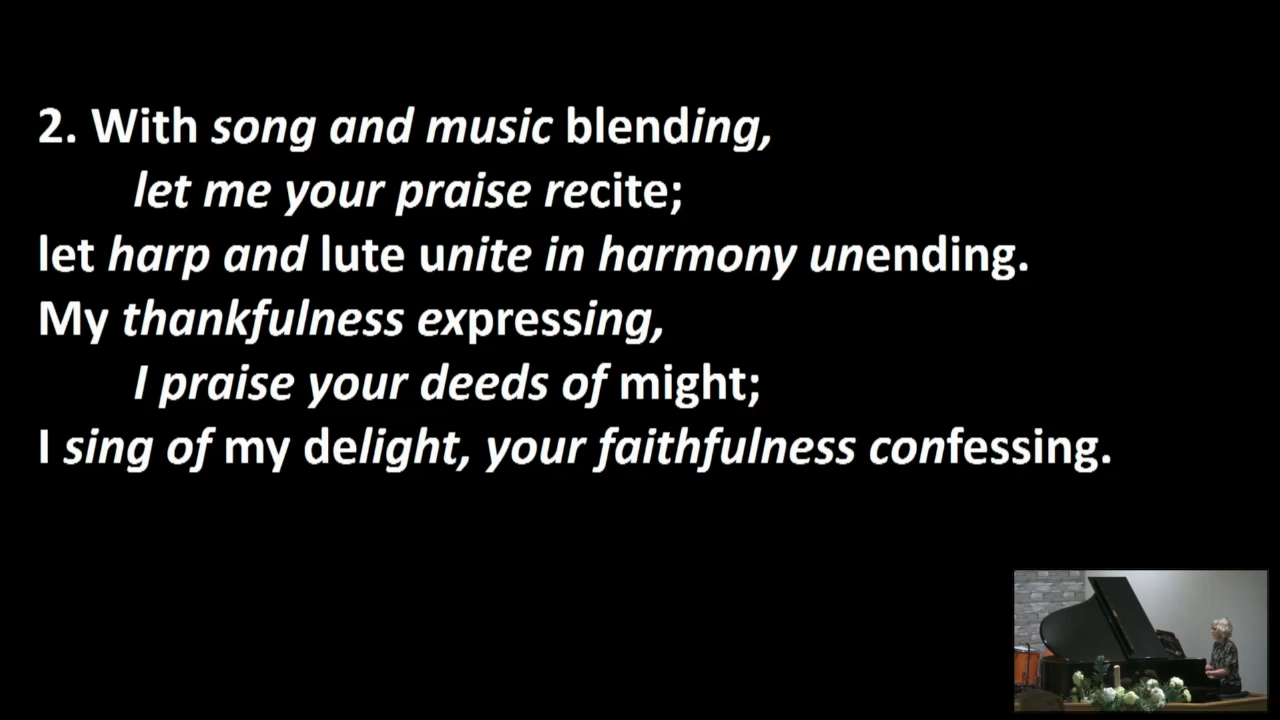 2. With song and music blending,
let me your praise recite;
let harp and lute unite in harmony unending.
My thankfulness expressing,
I praise your deeds of might;
I sing of my delight, your faithfulness confessing.